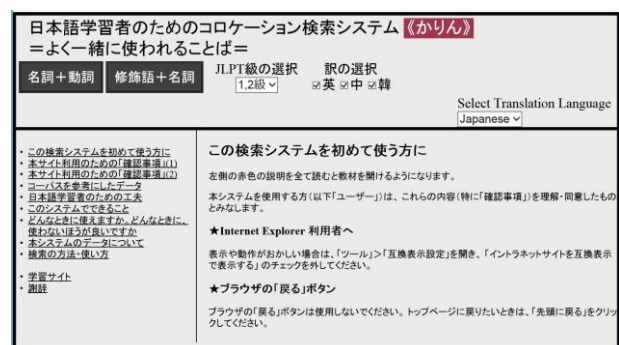 日本語学習者のためのコロケーション検索システム《かりん》
＝よく一緒に使われることば＝
名詞＋動詞
修飾語＋名詞
JLPT級の選択
1,2級
訳の選択
英 中 韓
Select Translation Language
Japanese
・この検索システムを初めて使う方に
・本サイト利用のための「確認事項」(1)
・本サイト利用のための「確認事項」(2)
・コーパスを参考にしたデータ
・日本語学習者のための工夫
・このシステムでできること
・どんなときに使えますか。どんなときに、
使わないほうが良いですか
・本システムのデータについて
・検索の方法・使い方
・学習サイト
・謝辞
この検索システムを初めて使う方に
左側の赤色の説明を全て読むと教材を開けるようになります。
本システムを使用する方（以下「ユーザー」）は、これらの内容（特に「確認事項」）を理解・同意したもの
とみなします。
★Internet Explorer 利用者へ
表示や動作がおかしい場合は、「ツール」>「互換表示設定」を開き、「イントラネットサイトを互換表示
で表示する」のチェックを外してください。
★ブラウザの「戻る」ボタン
ブラウザの「戻る」ボタンは使用しないでください。トップページに戻りたいときは、「先頭に戻る」をクリッ
クしてください。